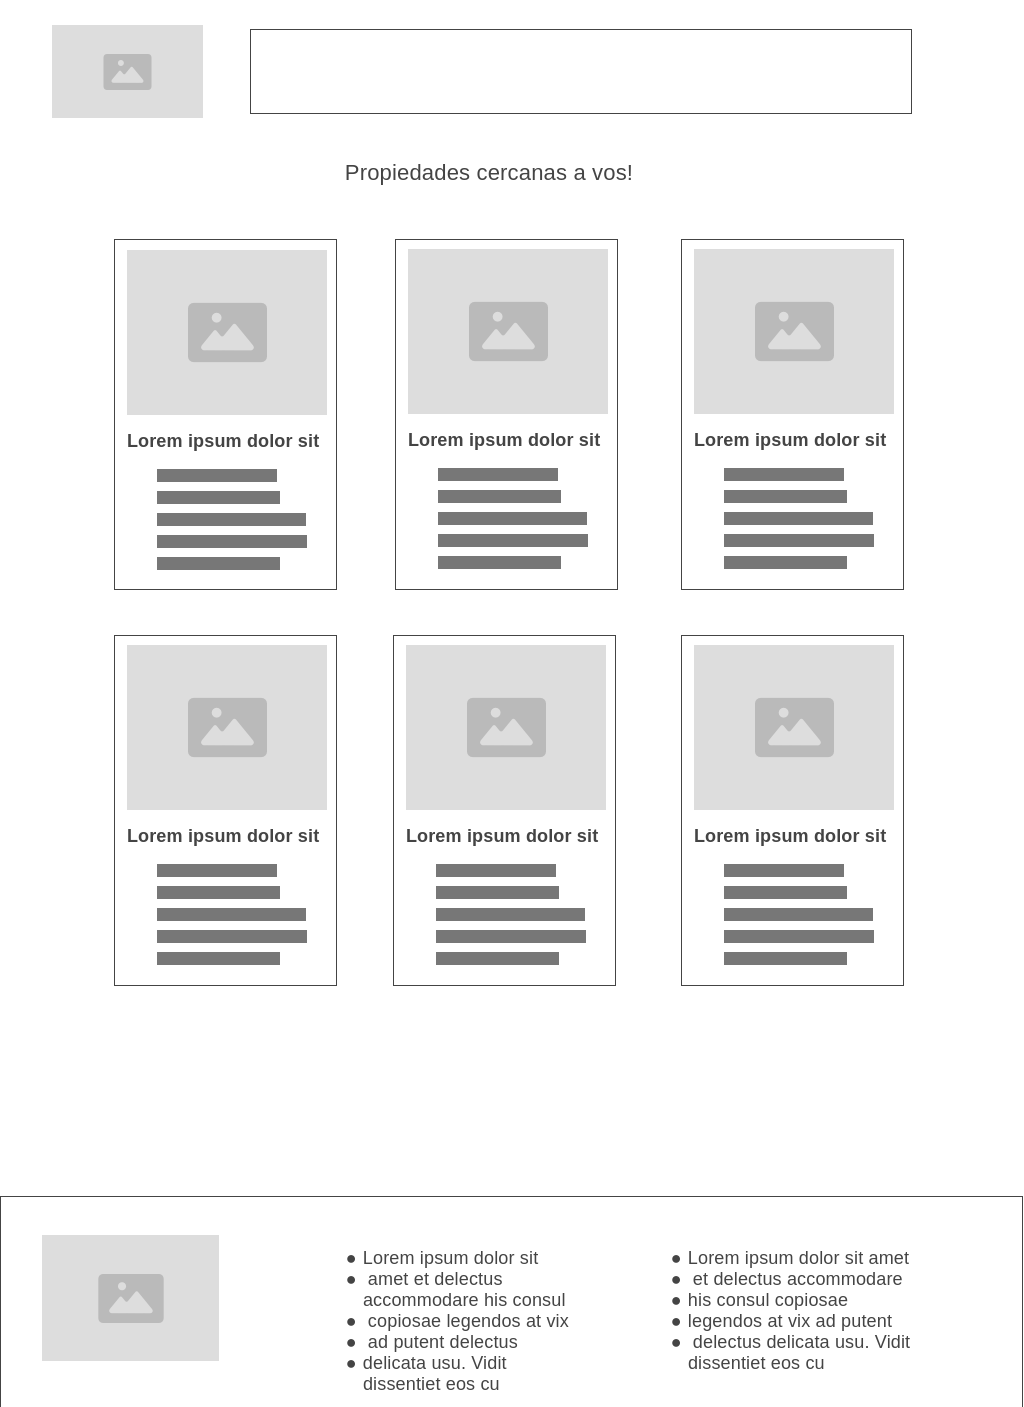 Propiedades cercanas a vos!
Lorem ipsum dolor sit
Lorem ipsum dolor sit
Lorem ipsum dolor sit
Lorem ipsum dolor sit
Lorem ipsum dolor sit
Lorem ipsum dolor sit
● Lorem ipsum dolor sit
● amet et delectus
accommodare his consul
● copiosae legendos at vix
● ad putent delectus
● delicata usu. Vidit
dissentiet eos cu
● Lorem ipsum dolor sit amet
● et delectus accommodare
● his consul copiosae
● legendos at vix ad putent
● delectus delicata usu. Vidit
dissentiet eos cu